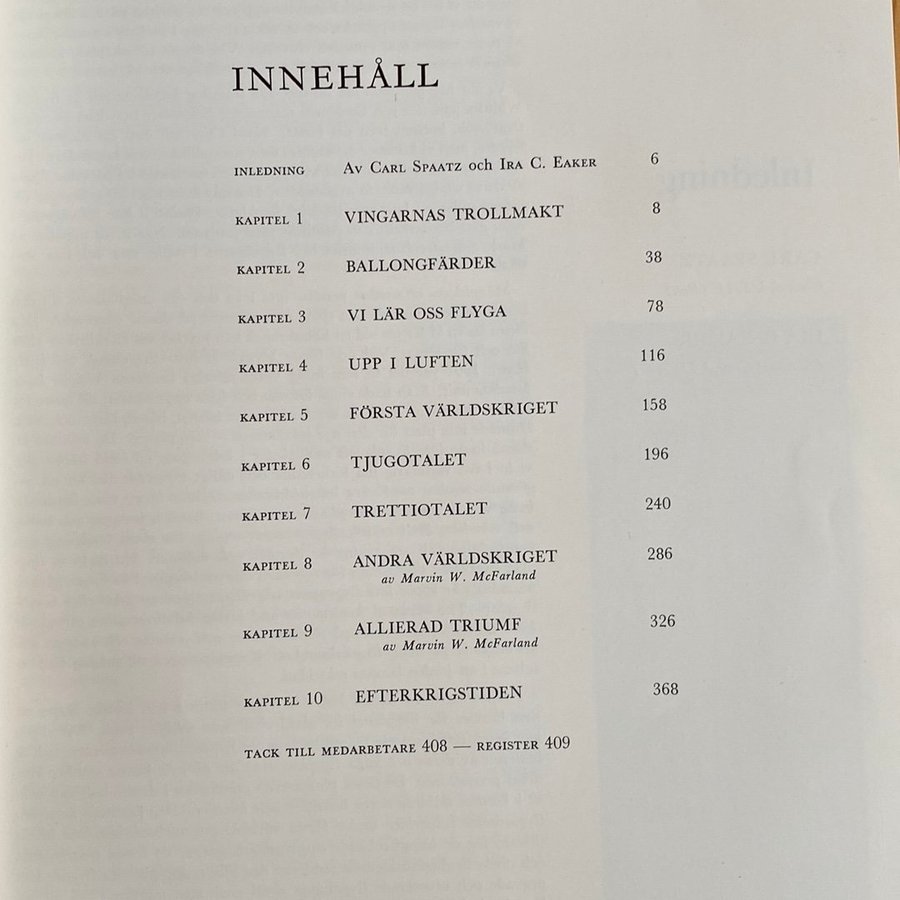 INNEHÅLL
INLEDNING Av Carl Spaatz och Ira C. Eaker 6
KAPITEL 1 VINGARNAS TROLLMAKT 8
KAPITEL 2 BALLONGFÄRDER 38
KAPITEL 3 VI LÄR OSS FLYGA 78
KAPITEL 4 UPP I LUFTEN 116
KAPITEL 5 FÖRSTA VÄRLDSKRIGET 158
KAPITEL 6 TJUGOTALET 196
KAPITEL 7 TRETTIOTALET 240
KAPITEL 8 ANDRA VÄRLDSKRIGET 286
av Marvin W. McFarland
KAPITEL 9 ALLIERAD TRIUMF 326
av Marvin W. McFarland
KAPITEL 10 EFTERKRIGSTIDEN 368
TACK TILL MEDARBETARE 408 — REGISTER 409